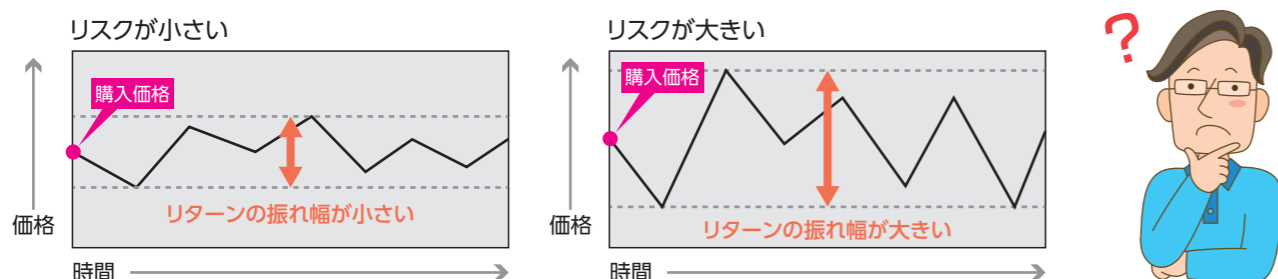 リスクが小さい
購入価格
リターンの振れ幅が小さい
価格
時間
リスクが大きい
購入価格
リターンの振れ幅が大きい
価格
時間
?